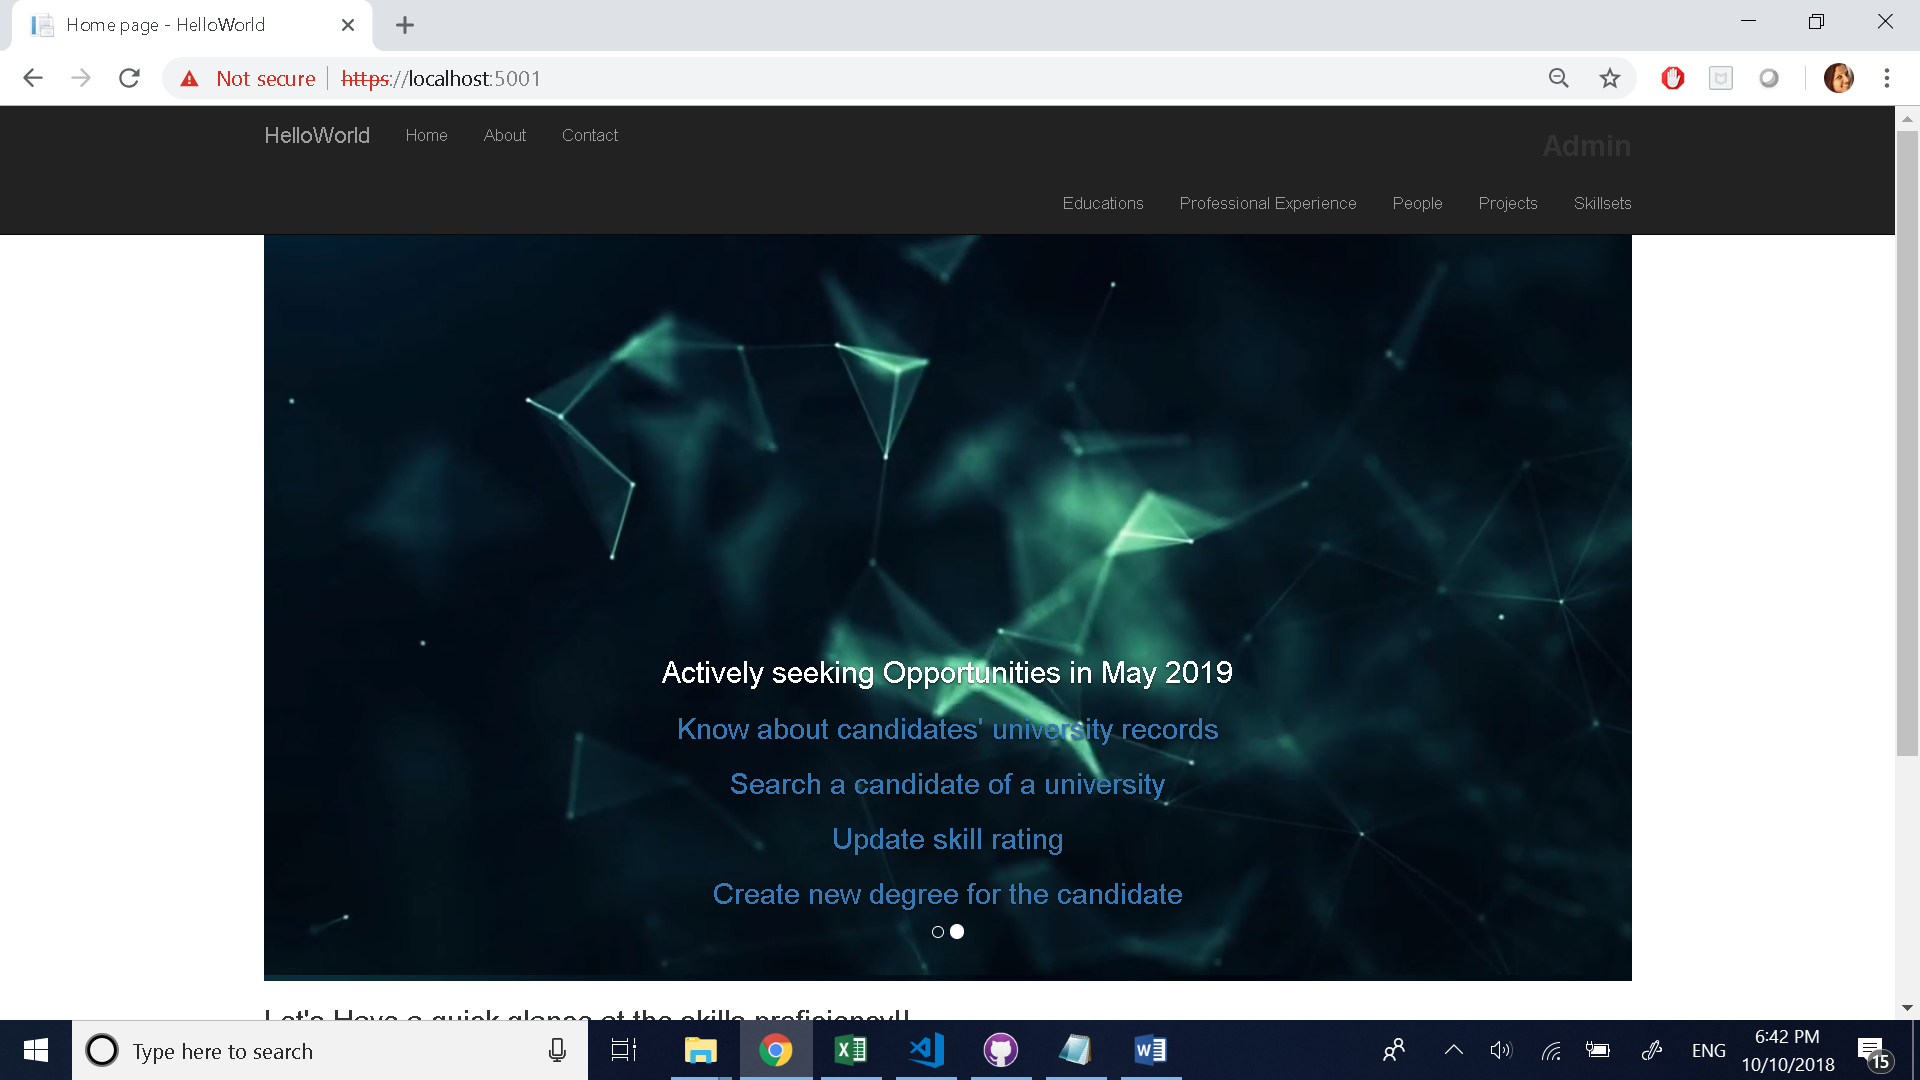 Home page - HelloWorld
Not secure https://localhost:5001
HelloWorld Home About Contact
Admin
Educations Professional Experience People Projects Skillsets
Actively seeking Opportunities in May 2019
Know about candidates' university records
Search a candidate of a university
Update skill rating
Create new degree for the candidate
Let's Have a quick glance at the skills proficiency!!
Type here to search
ENG
6:42 PM
10/10/2018
15